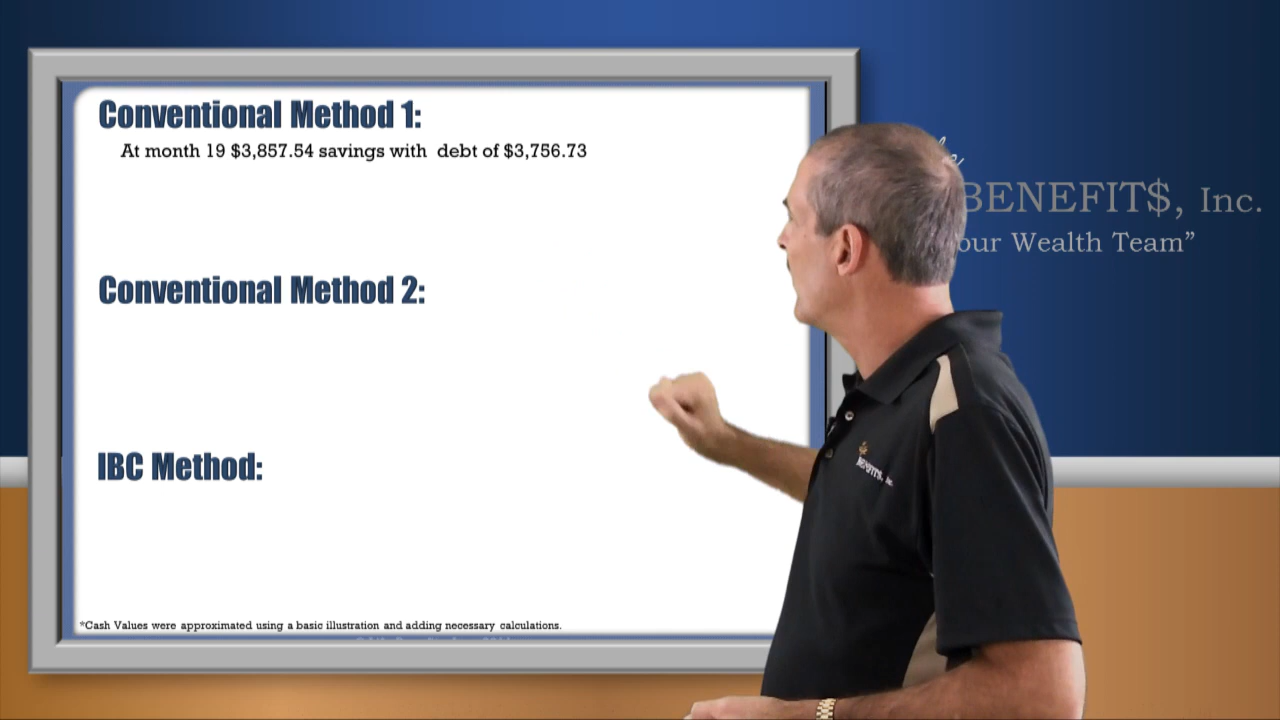 Conventional Method 1:
At month 19 $3,857.54 savings with debt of $3,756.73
Conventional Method 2:
IBC Method:
*Cash Values were approximated using a basic illustration and adding necessary calculations.
BENEFIT$, Inc.
our Wealth Team”